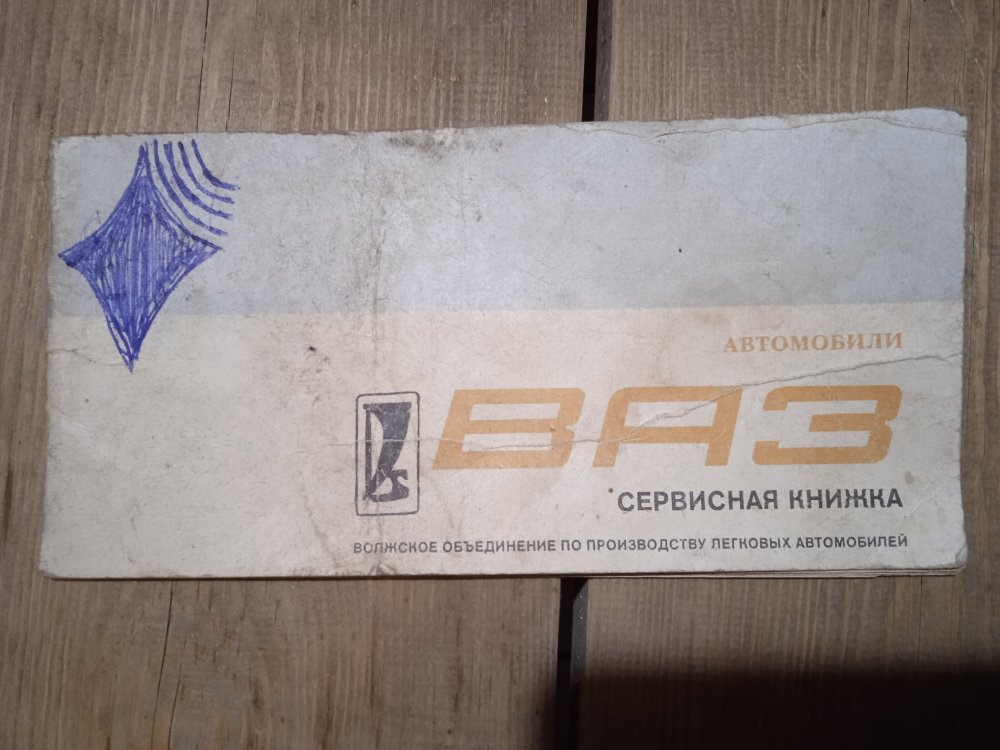 АВТОМОБИЛИ
ВАЗ
СЕРВИСНАЯ КНИЖКА
ВОЛЖСКОЕ ОБЪЕДИНЕНИЕ ПО ПРОИЗВОДСТВУ ЛЕГКОВЫХ АВТОМОБИЛЕЙ